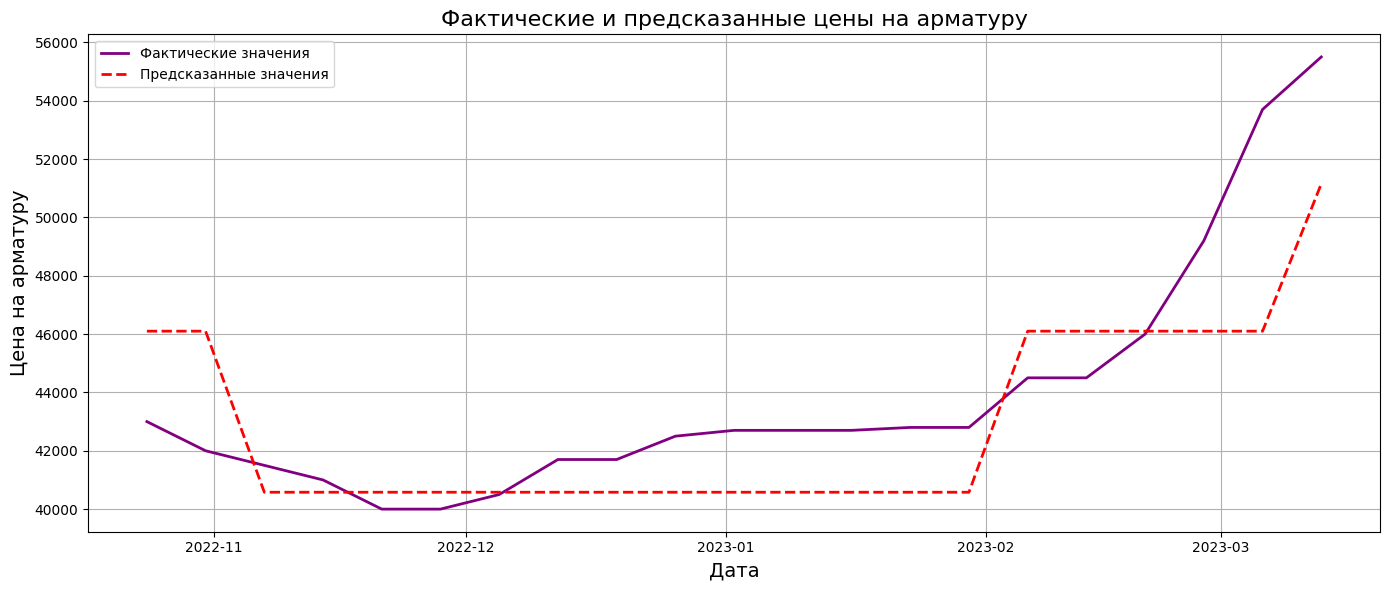 Фактические и предсказанные цены на арматуру
Фактические значения
Предсказанные значения
Цена на арматуру
56000
54000
52000
50000
48000
46000
44000
42000
40000
2022-11
2022-12
2023-01
2023-02
2023-03
Дата